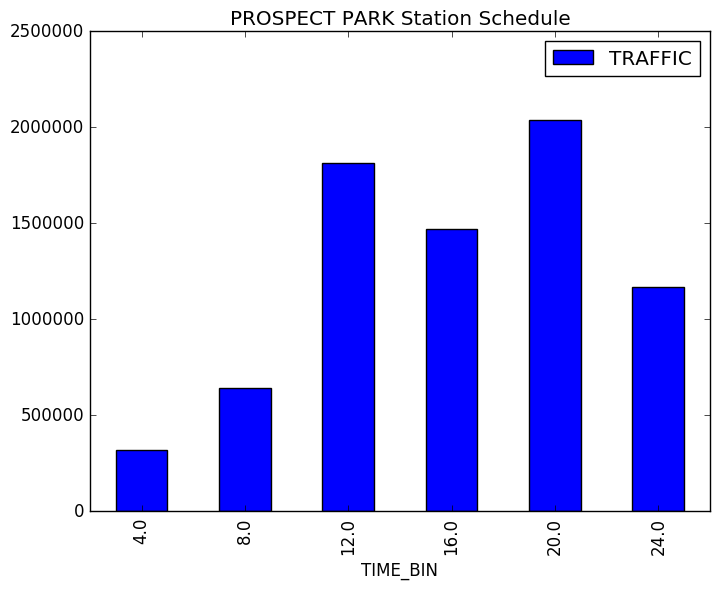 PROSPECT PARK Station Schedule
TRAFFIC
2500000
2000000
1500000
1000000
500000
0
4.0 8.0 12.0 16.0 20.0 24.0
TIME_BIN